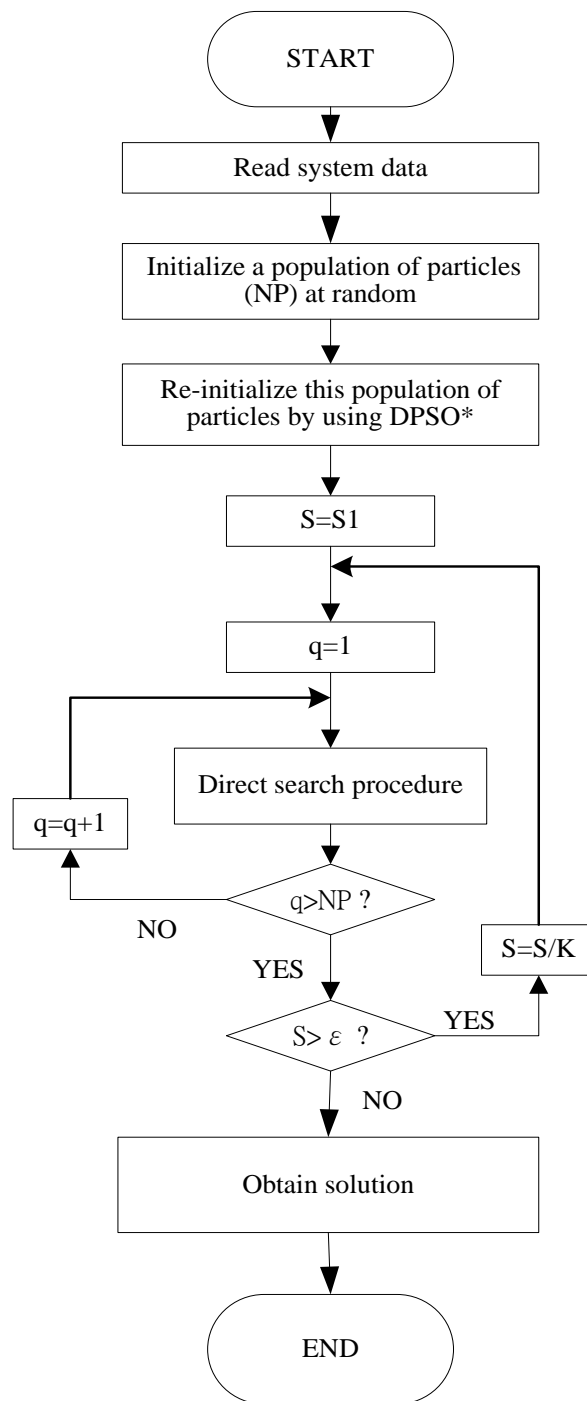 START
Read system data
Initialize a population of particles
(NP) at random
Re-initialize this population of
particles by using DPSO*
S=S1
q=1
Direct search procedure
q=q+1
q>NP ?
NO
YES
S=S/K
S> ε ?
YES
NO
Obtain solution
END